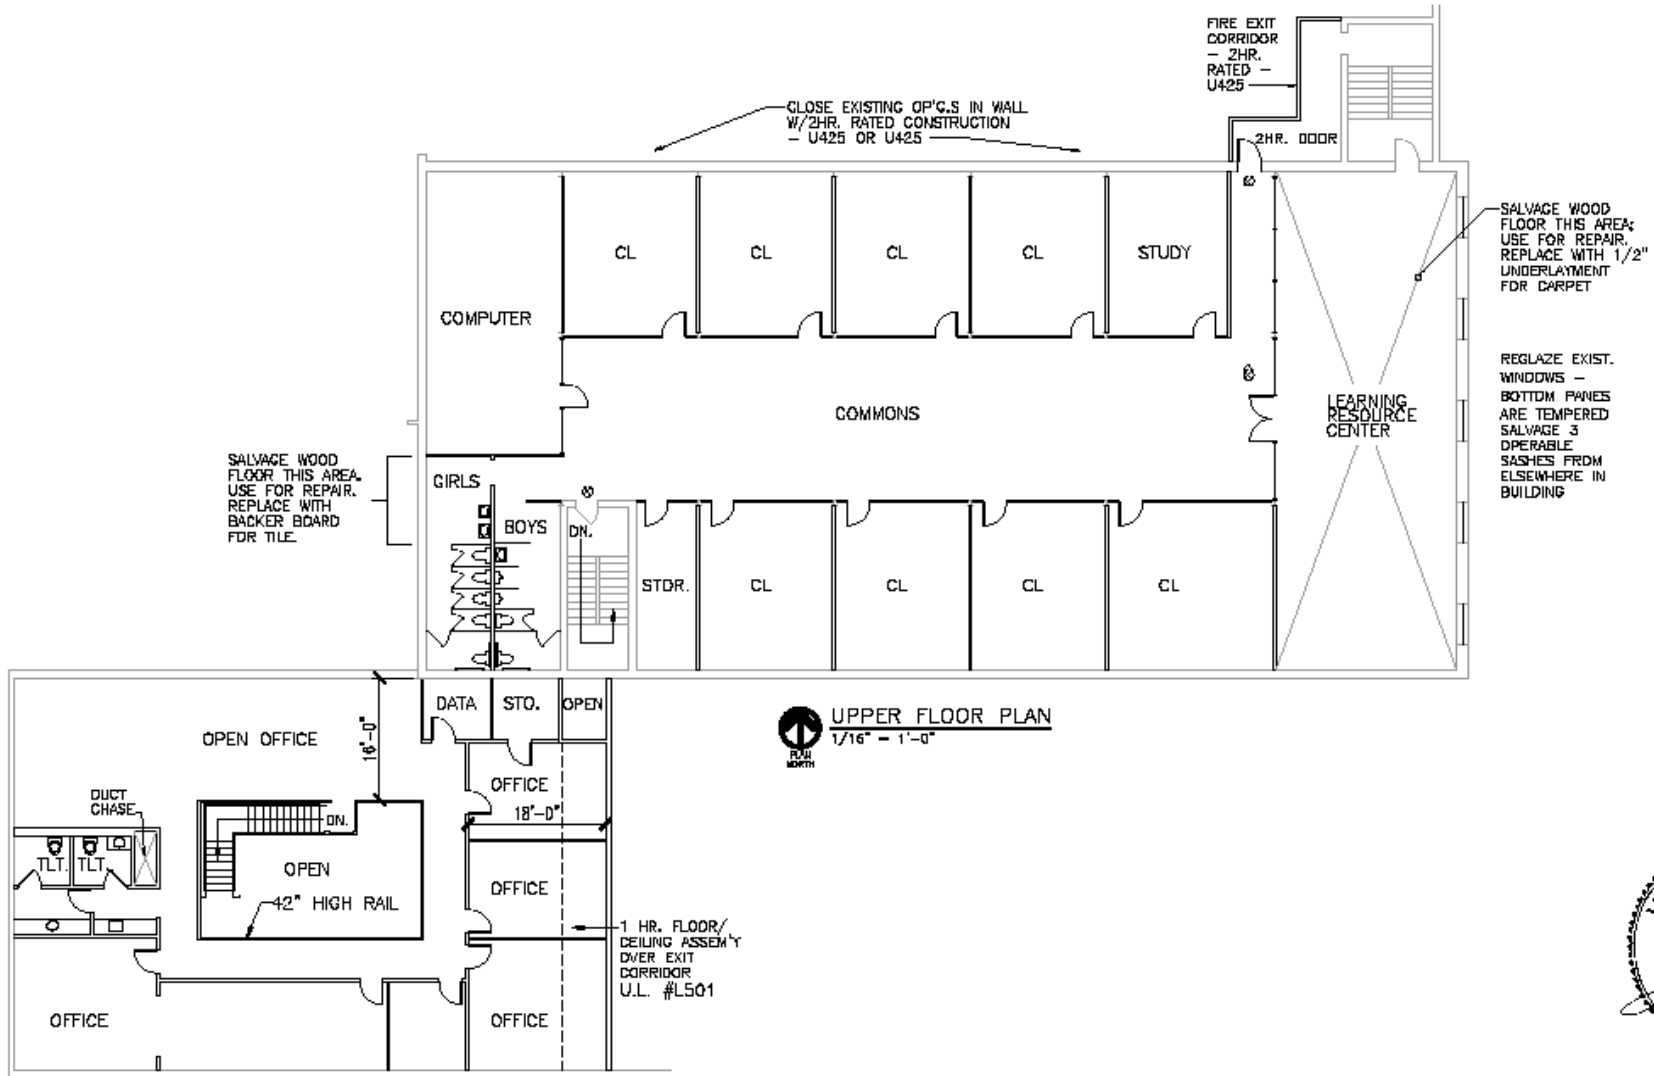 FIRE EXIT
CORRIDOR
- 2HR.
RATED -
U425
CLOSE EXISTING OP'G.S IN WALL
W/2HR. RATED CONSTRUCTION
- U425 OR U425
2HR. DOOR
SALVAGE WOOD
FLOOR THIS AREA;
USE FOR REPAIR.
REPLACE WITH 1/2"
UNDERLAYMENT
FOR CARPET
CL
CL
CL
CL
STUDY
COMPUTER
REGLAZE EXIST.
WINDOWS -
BOTTOM PANES
ARE TEMPERED
SALVAGE 3
OPERABLE
SASHES FROM
ELSEWHERE IN
BUILDING
COMMONS
LEARNING
RESOURCE
CENTER
SALVAGE WOOD
FLOOR THIS AREA.
USE FOR REPAIR.
REPLACE WITH
BACKER BOARD
FOR TILE.
GIRLS
BOYS
DN.
STOR.
CL
CL
CL
CL
DATA
STO.
OPEN
UPPER FLOOR PLAN
1/16" = 1'-0"
PLAN
NORTH
OPEN OFFICE
16'-0"
OFFICE
18'-0"
DUCT
CHASE
DN.
TLT.
TLT.
OPEN
42" HIGH RAIL
OFFICE
1 HR. FLOOR/
CEILING ASSEM'Y
OVER EXIT
CORRIDOR
U.L. #L501
OFFICE
OFFICE